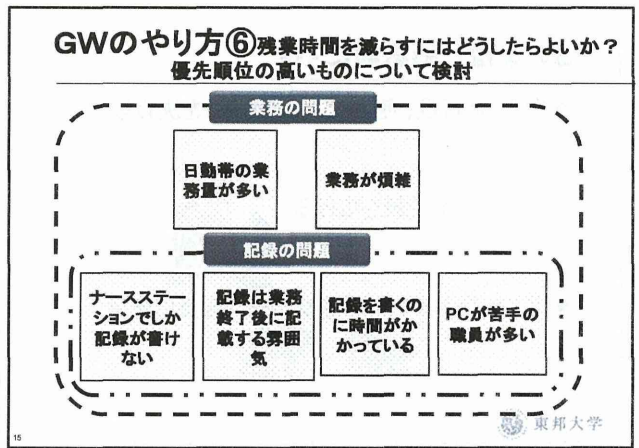 GWのやり方⑥残業時間を減らすにはどうしたらよいか？
優先順位の高いものについて検討
業務の問題
日勤帯の業
務量が多い
業務が煩雑
記録の問題
ナースステー
ションでしか
記録が書け
ない
記録は業務
終了後に記
載する雰囲
気
記録を書くの
に時間がか
かっている
PCが苦手の
職員が多い
15
東邦大学